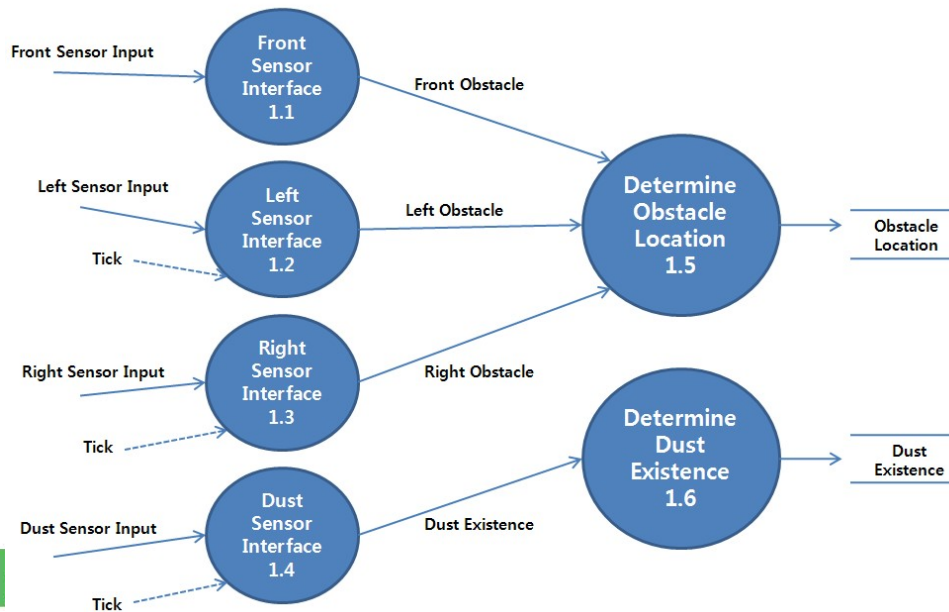 Front Sensor Input
Front
Sensor
Interface
1.1
Front Obstacle
Left Sensor Input
Tick
Left
Sensor
Interface
1.2
Left Obstacle
Determine
Obstacle
Location
1.5
Obstacle
Location
Right Sensor Input
Tick
Right
Sensor
Interface
1.3
Right Obstacle
Dust Sensor Input
Tick
Dust
Sensor
Interface
1.4
Dust Existence
Determine
Dust
Existence
1.6
Dust
Existence